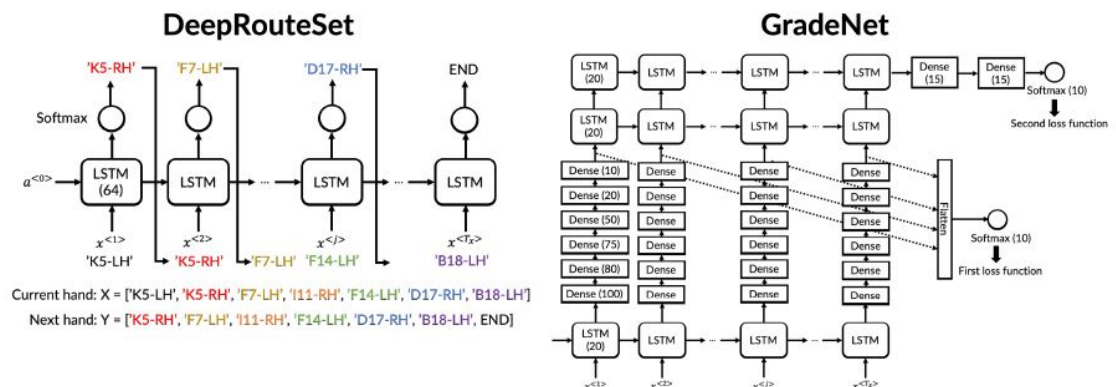 DeepRouteSet
'K5-RH' 'F7-LH' 'D17-RH' END
Softmax
a<0> LSTM (64) LSTM ... LSTM ... LSTM
x<1> x<2> x<j> x<Tx>
'K5-LH' 'K5-RH' 'F7-LH' 'F14-LH' 'B18-LH'
Current hand: X = ['K5-LH', 'K5-RH', 'F7-LH', 'I11-RH', 'F14-LH', 'D17-RH', 'B18-LH']
Next hand: Y = ['K5-RH', 'F7-LH', 'I11-RH', 'F14-LH', 'D17-RH', 'B18-LH', END]
GradeNet
LSTM (20) LSTM ... LSTM ... LSTM Dense (15) Dense (15)
Softmax (10)
Second loss function
LSTM (20) LSTM ... LSTM ... LSTM
Dense (10) Dense Dense Dense
Dense (20) Dense Dense Dense
Dense (50) Dense Dense Dense
Dense (75) Dense Dense Dense
Dense (80) Dense Dense Dense
Dense (100) Dense Dense Dense
Flatten
Softmax (10)
First loss function
LSTM (20) LSTM ... LSTM ... LSTM
x<1> x<2> x<j> x<Tx>